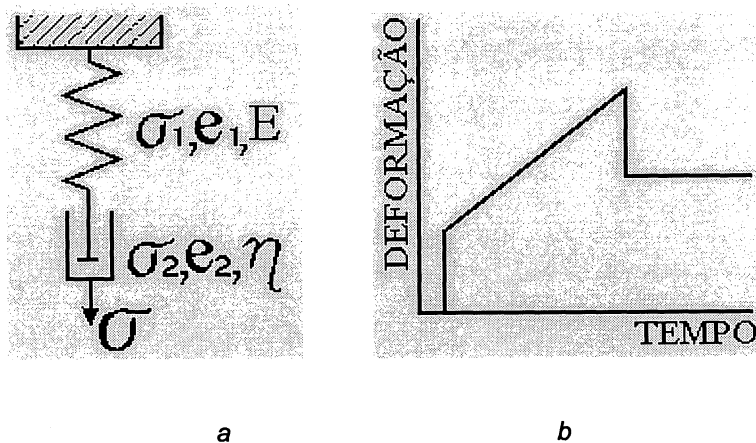 σ₁,e₁,E
σ₂,e₂,η
σ
DEFORMAÇÃO
TEMPO
a
b